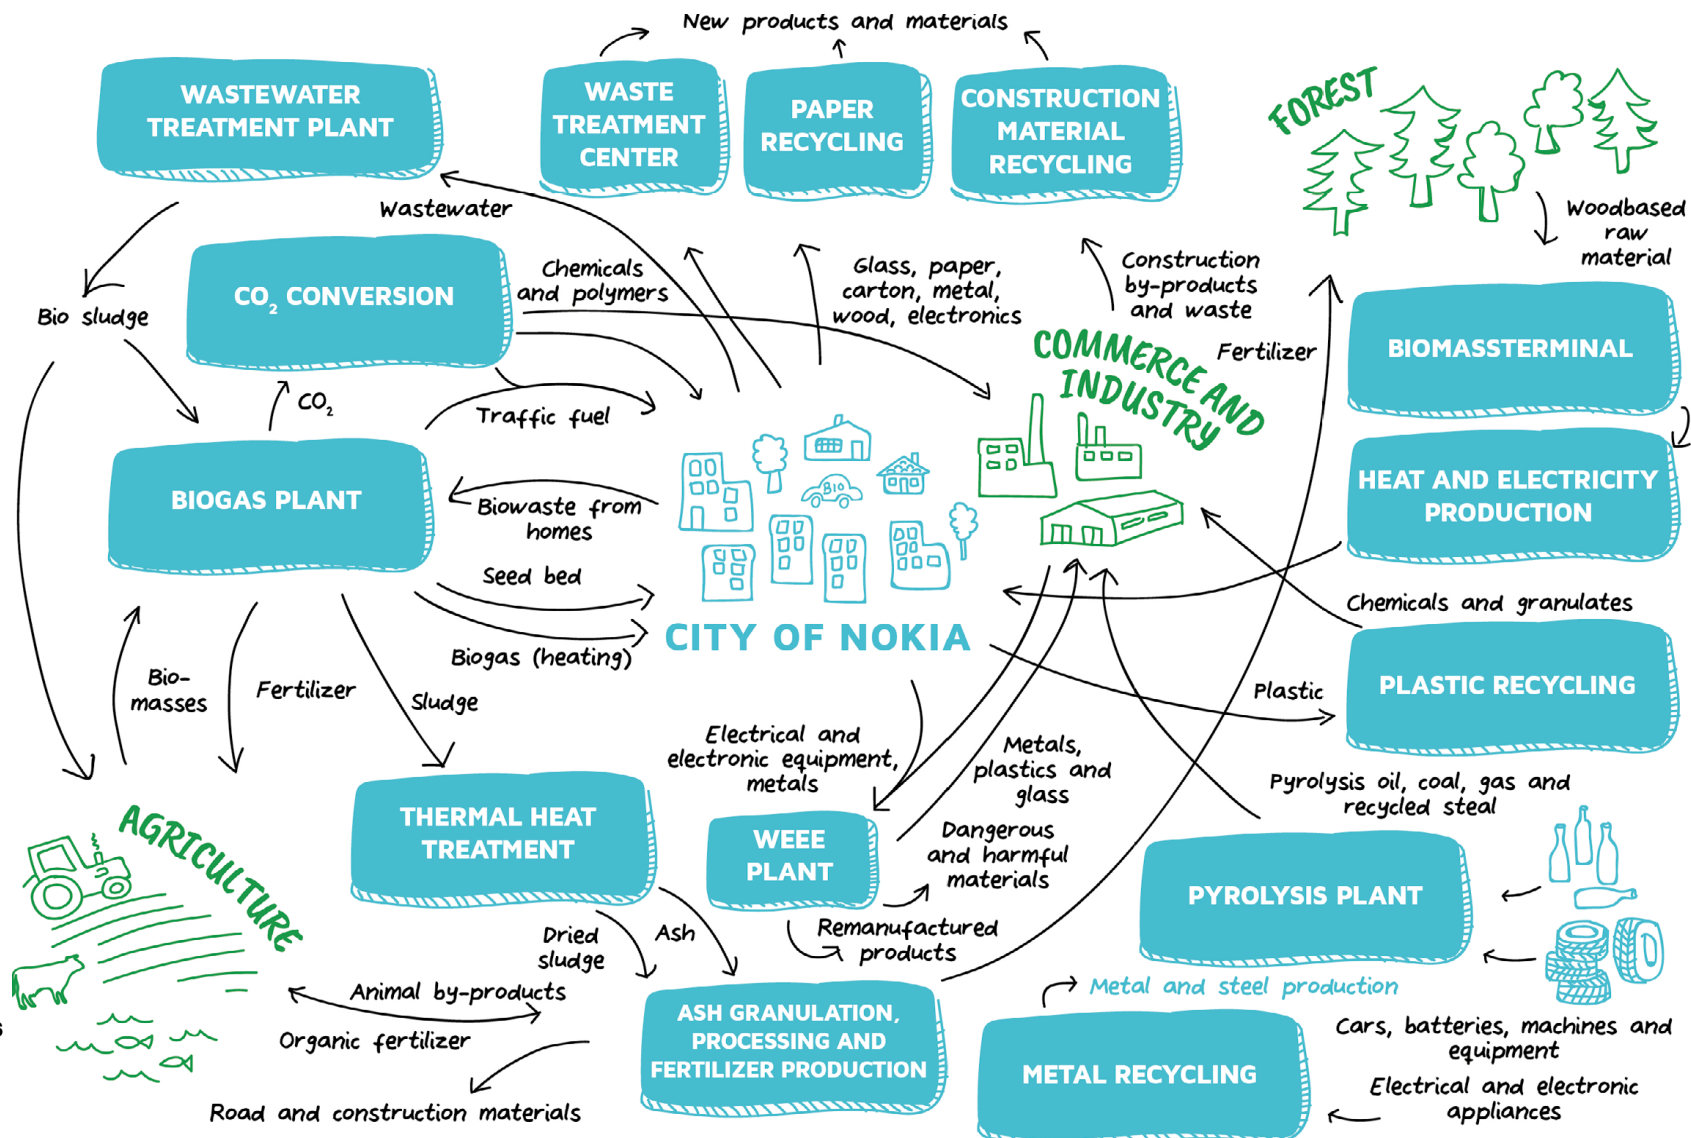 New products and materials
WASTEWATER
TREATMENT PLANT
WASTE
TREATMENT
CENTER
PAPER
RECYCLING
CONSTRUCTION
MATERIAL
RECYCLING
FOREST
Woodbased
raw
material
Wastewater
Bio sludge
CO₂ CONVERSION
Chemicals
and polymers
Glass, paper,
carton, metal,
wood, electronics
Construction
by-products
and waste
COMMERCE AND
INDUSTRY
Fertilizer
BIOMASSTERMINAL
CO₂
Traffic fuel
BIOGAS PLANT
Biowaste from
homes
Seed bed
Biogas (heating)
BIO
CITY OF NOKIA
HEAT AND ELECTRICITY
PRODUCTION
Chemicals and granulates
PLASTIC RECYCLING
Plastic
Bio-
masses
Fertilizer
Sludge
Electrical and
electronic equipment,
metals
Metals,
plastics and
glass
Pyrolysis oil, coal, gas and
recycled steal
AGRICULTURE
THERMAL HEAT
TREATMENT
WEEE
PLANT
Dangerous
and harmful
materials
PYROLYSIS PLANT
Dried
sludge
Ash
Remanufactured
products
Animal by-products
Organic fertilizer
ASH GRANULATION,
PROCESSING AND
FERTILIZER PRODUCTION
Metal and steel production
METAL RECYCLING
Cars, batteries, machines and
equipment
Electrical and electronic
appliances
Road and construction materials